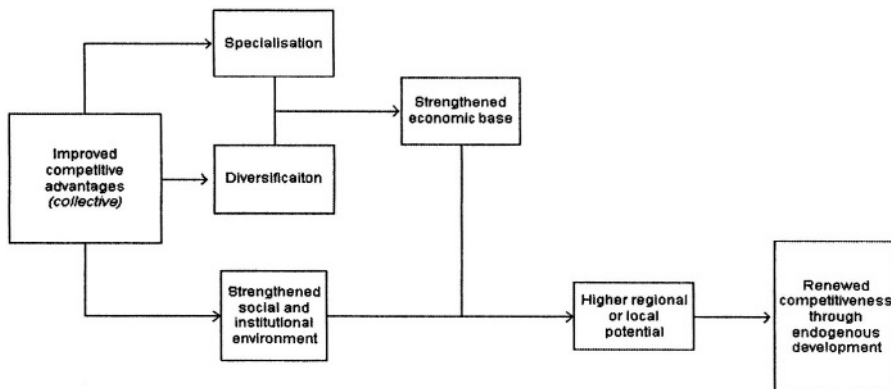 Specialisation
Strengthened
economic base
Improved
competitive
advantages
(collective)
Diversificaiton
Strengthened
social and
institutional
environment
Higher regional
or local
potential
Renewed
competitiveness
through
endogenous
development